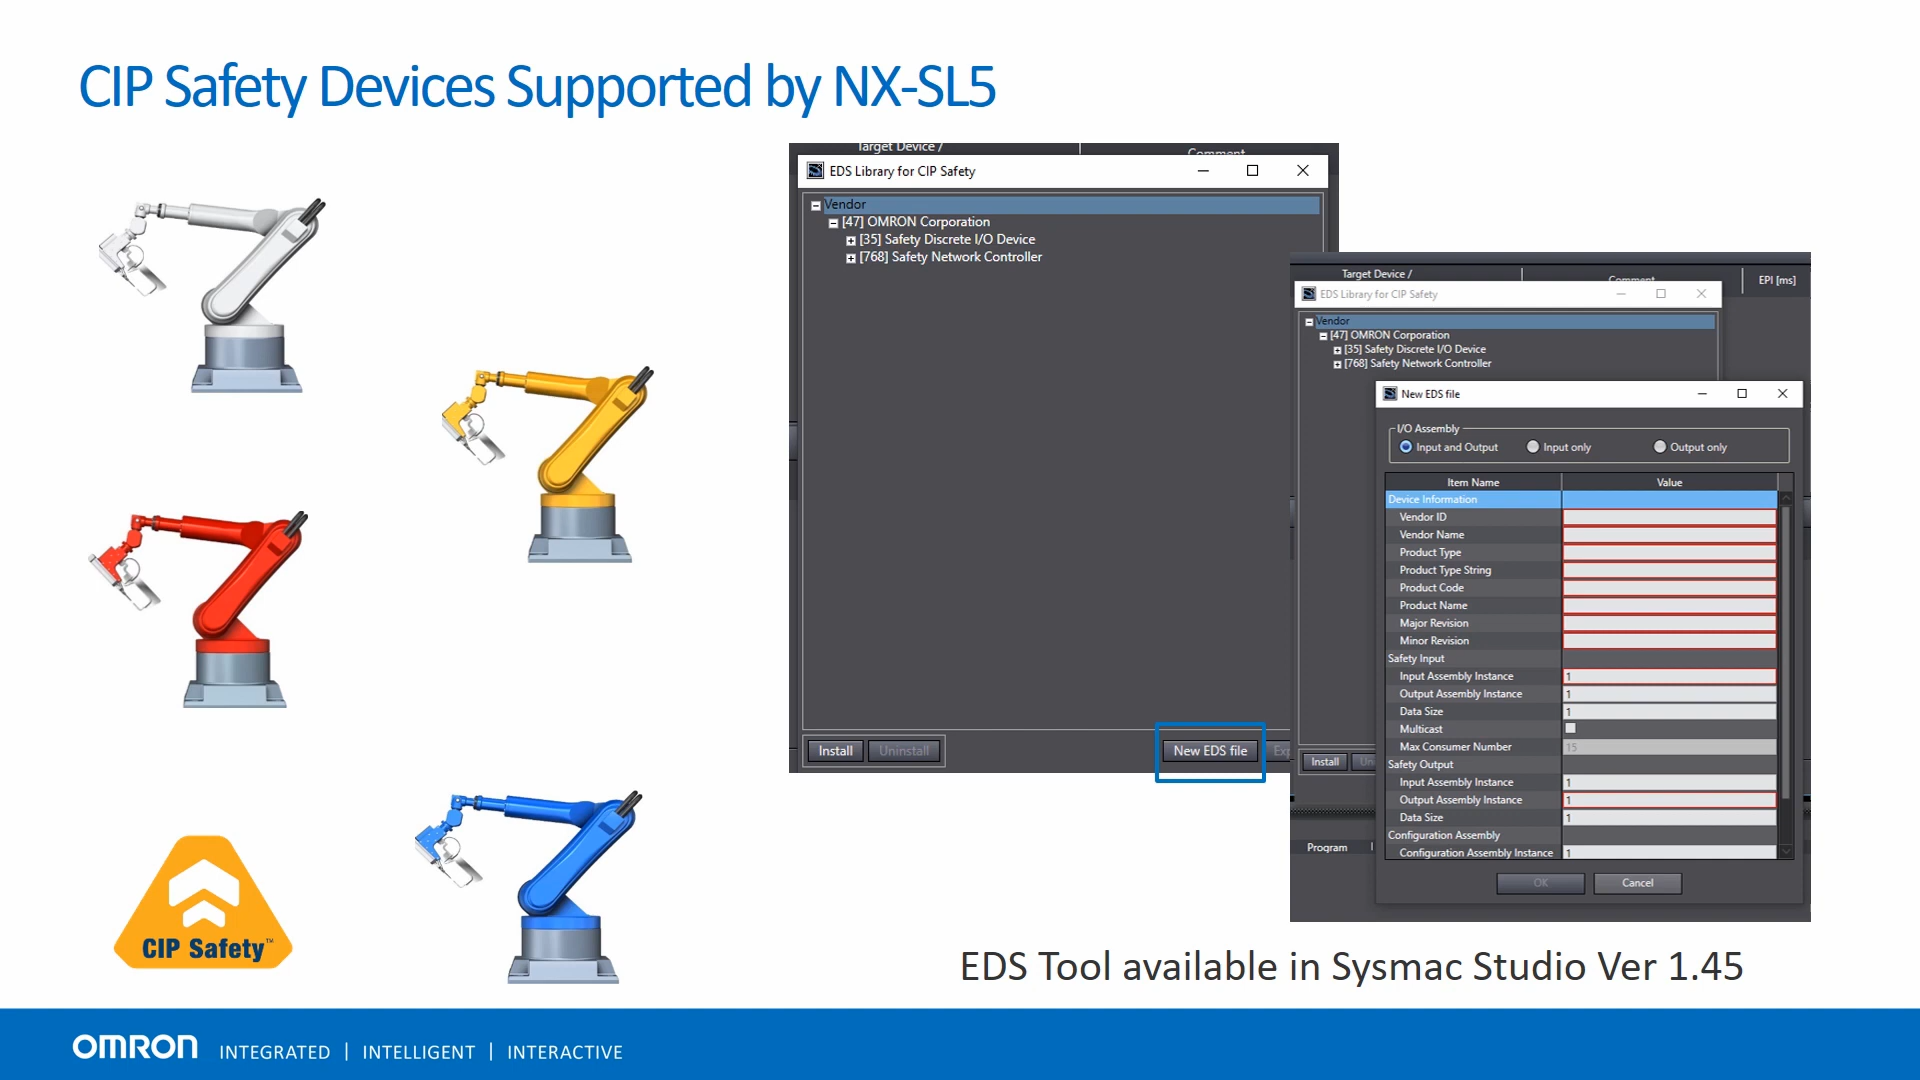 CIP Safety Devices Supported by NX-SL5
Target Device /
Comment
EDS Library for CIP Safety
Vendor
[47] OMRON Corporation
[35] Safety Discrete I/O Device
[768] Safety Network Controller
Install
Uninstall
New EDS file
Exp
Target Device /
Comment
EPI [ms]
EDS Library for CIP Safety
Vendor
[47] OMRON Corporation
[35] Safety Discrete I/O Device
[768] Safety Network Controller
Install
Uni
Program
New EDS file
I/O Assembly
Input and Output
Input only
Output only
Item Name
Value
Device Information
Vendor ID
Vendor Name
Product Type
Product Type String
Product Code
Product Name
Major Revision
Minor Revision
Safety Input
Input Assembly Instance 1
Output Assembly Instance 1
Data Size 1
Multicast
Max Consumer Number 15
Safety Output
Input Assembly Instance 1
Output Assembly Instance 1
Data Size 1
Configuration Assembly
Configuration Assembly Instance 1
OK
Cancel
CIP Safety™
EDS Tool available in Sysmac Studio Ver 1.45
OMRON INTEGRATED | INTELLIGENT | INTERACTIVE